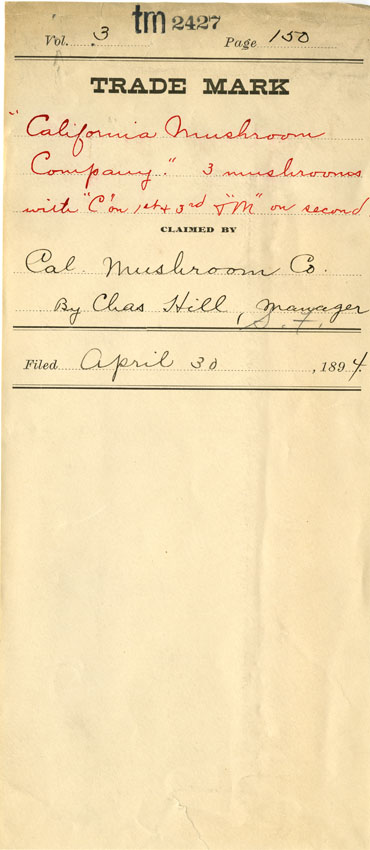 tm 2427
Vol. 3 Page 150
TRADE MARK
"California Mushroom
Company." 3 mushrooms
with "C" on 1st & 3rd & "M" on second
CLAIMED BY
Cal. Mushroom Co.
By Chas Hill, Manager
S. F.
Filed April 30, 1894.